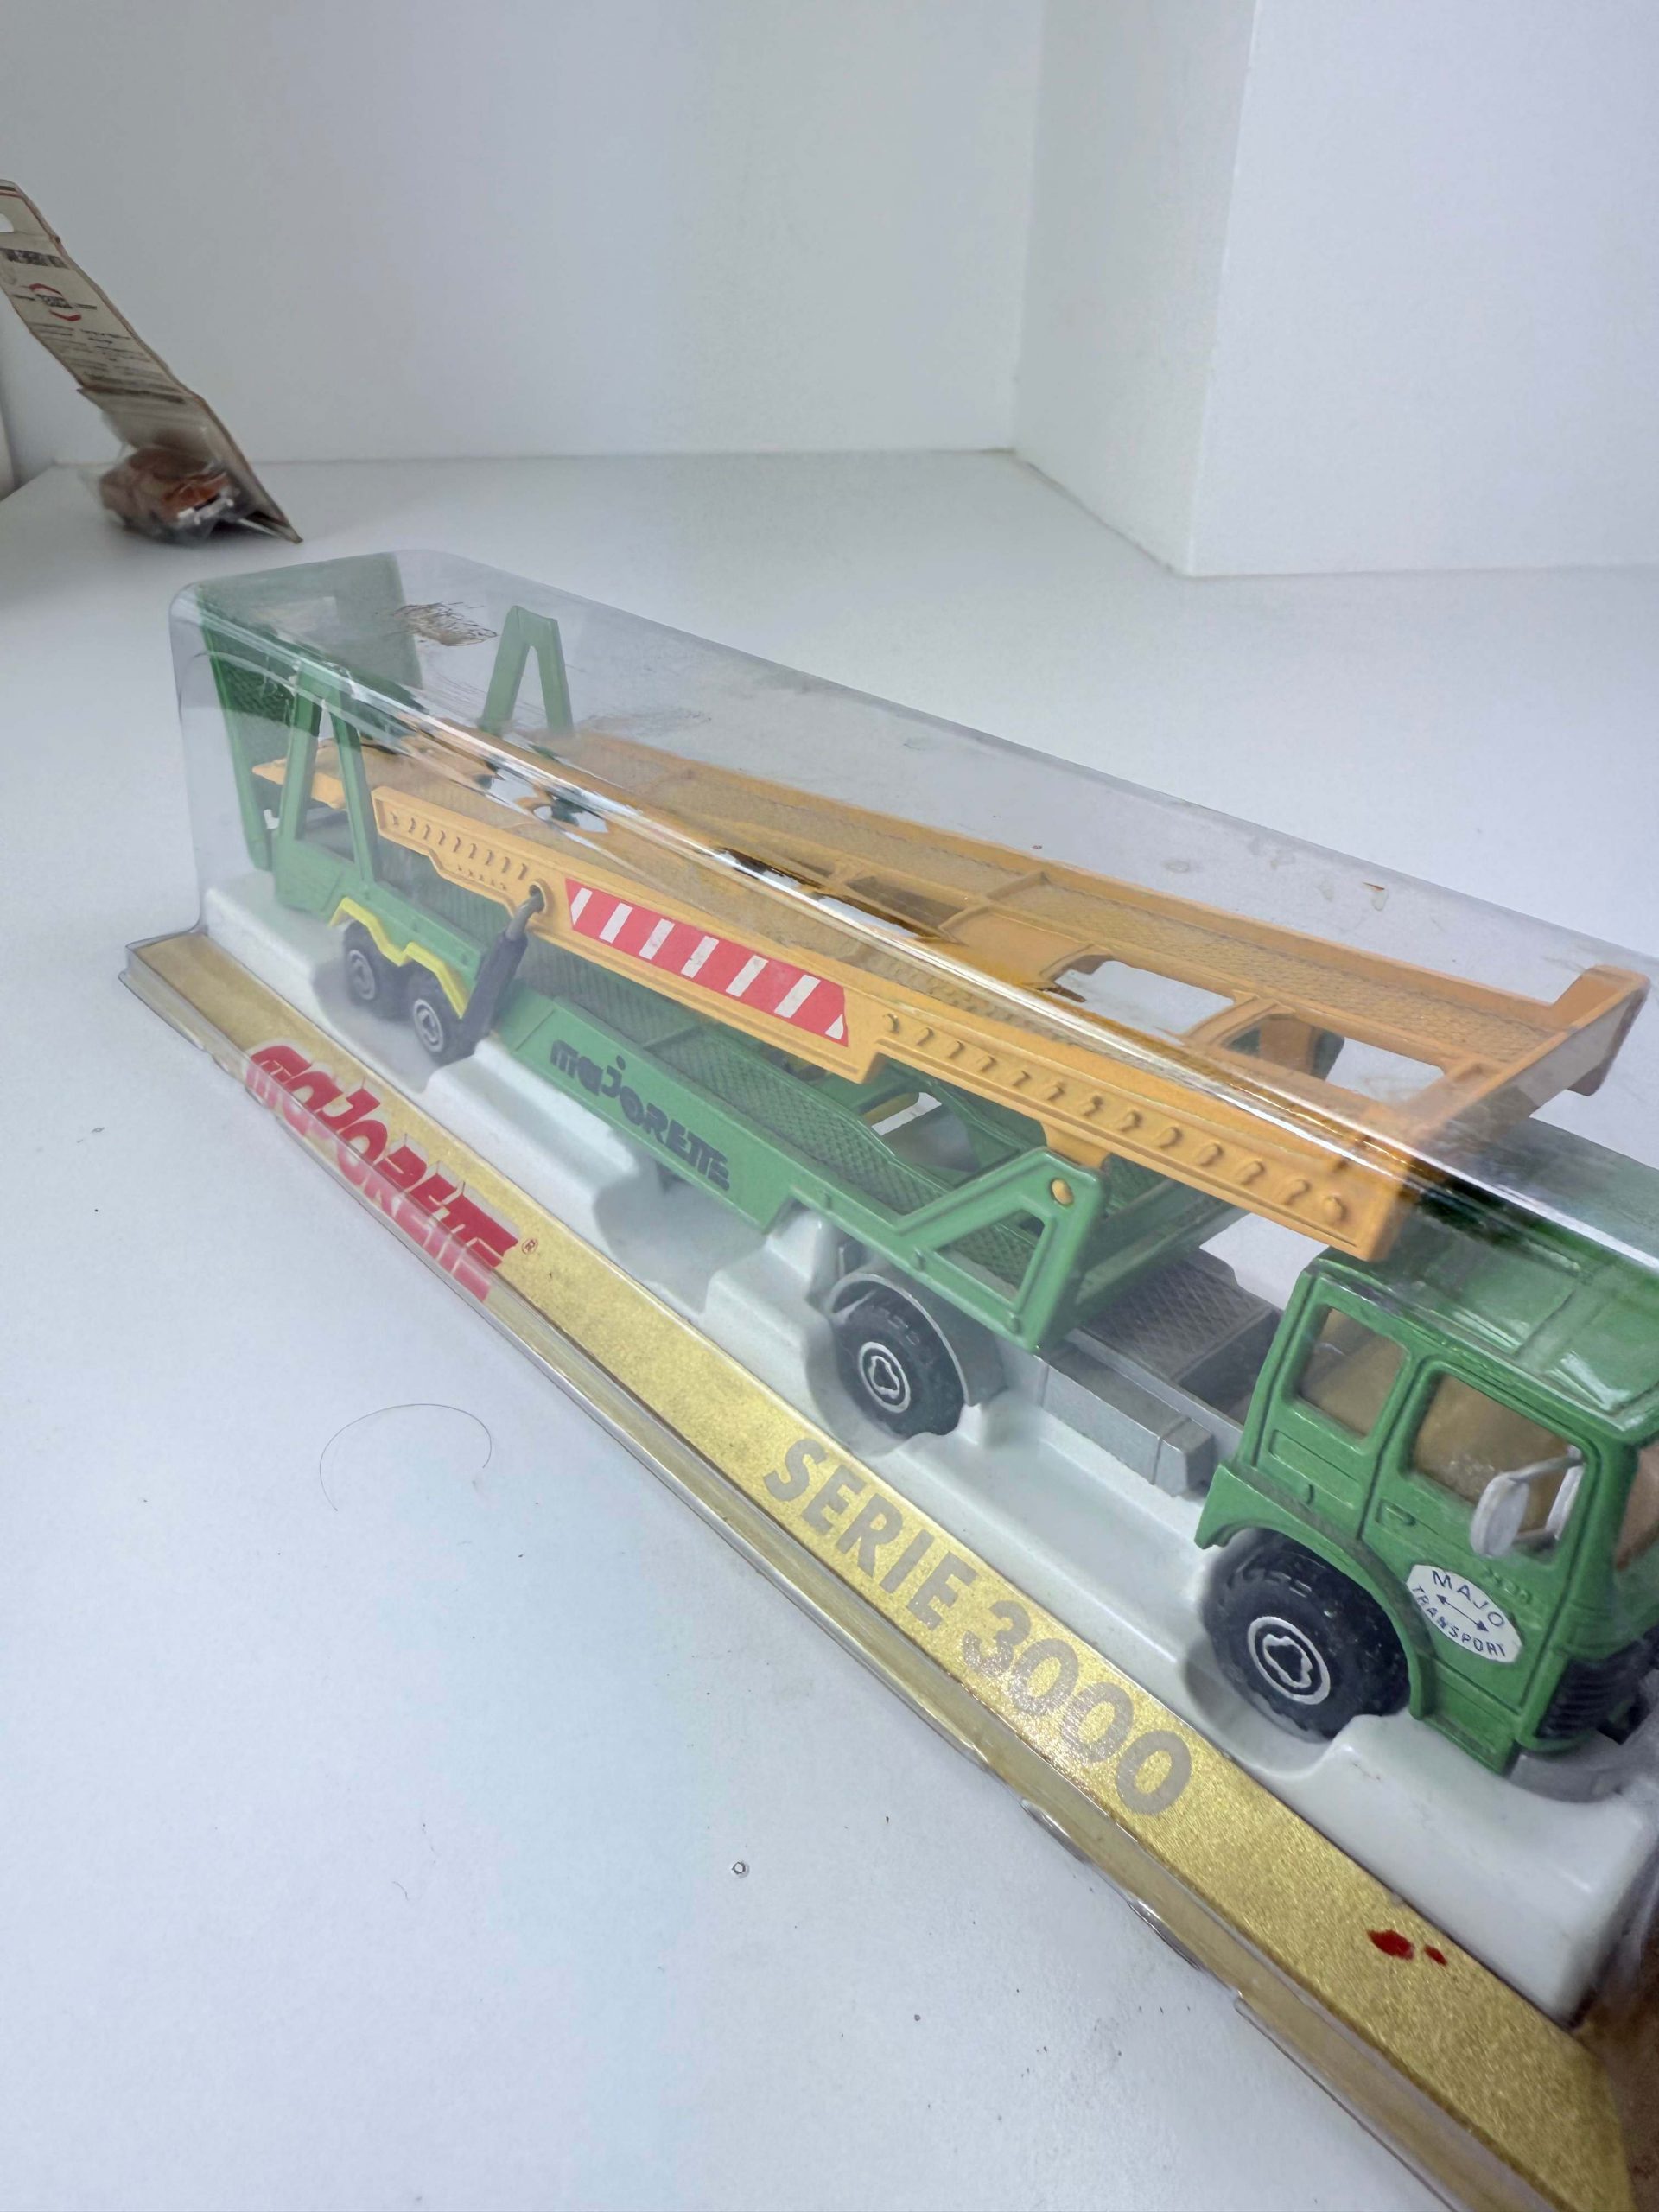 majORETTE
majORETTE®
SERIE 3000
MAJO
TRANSPORT